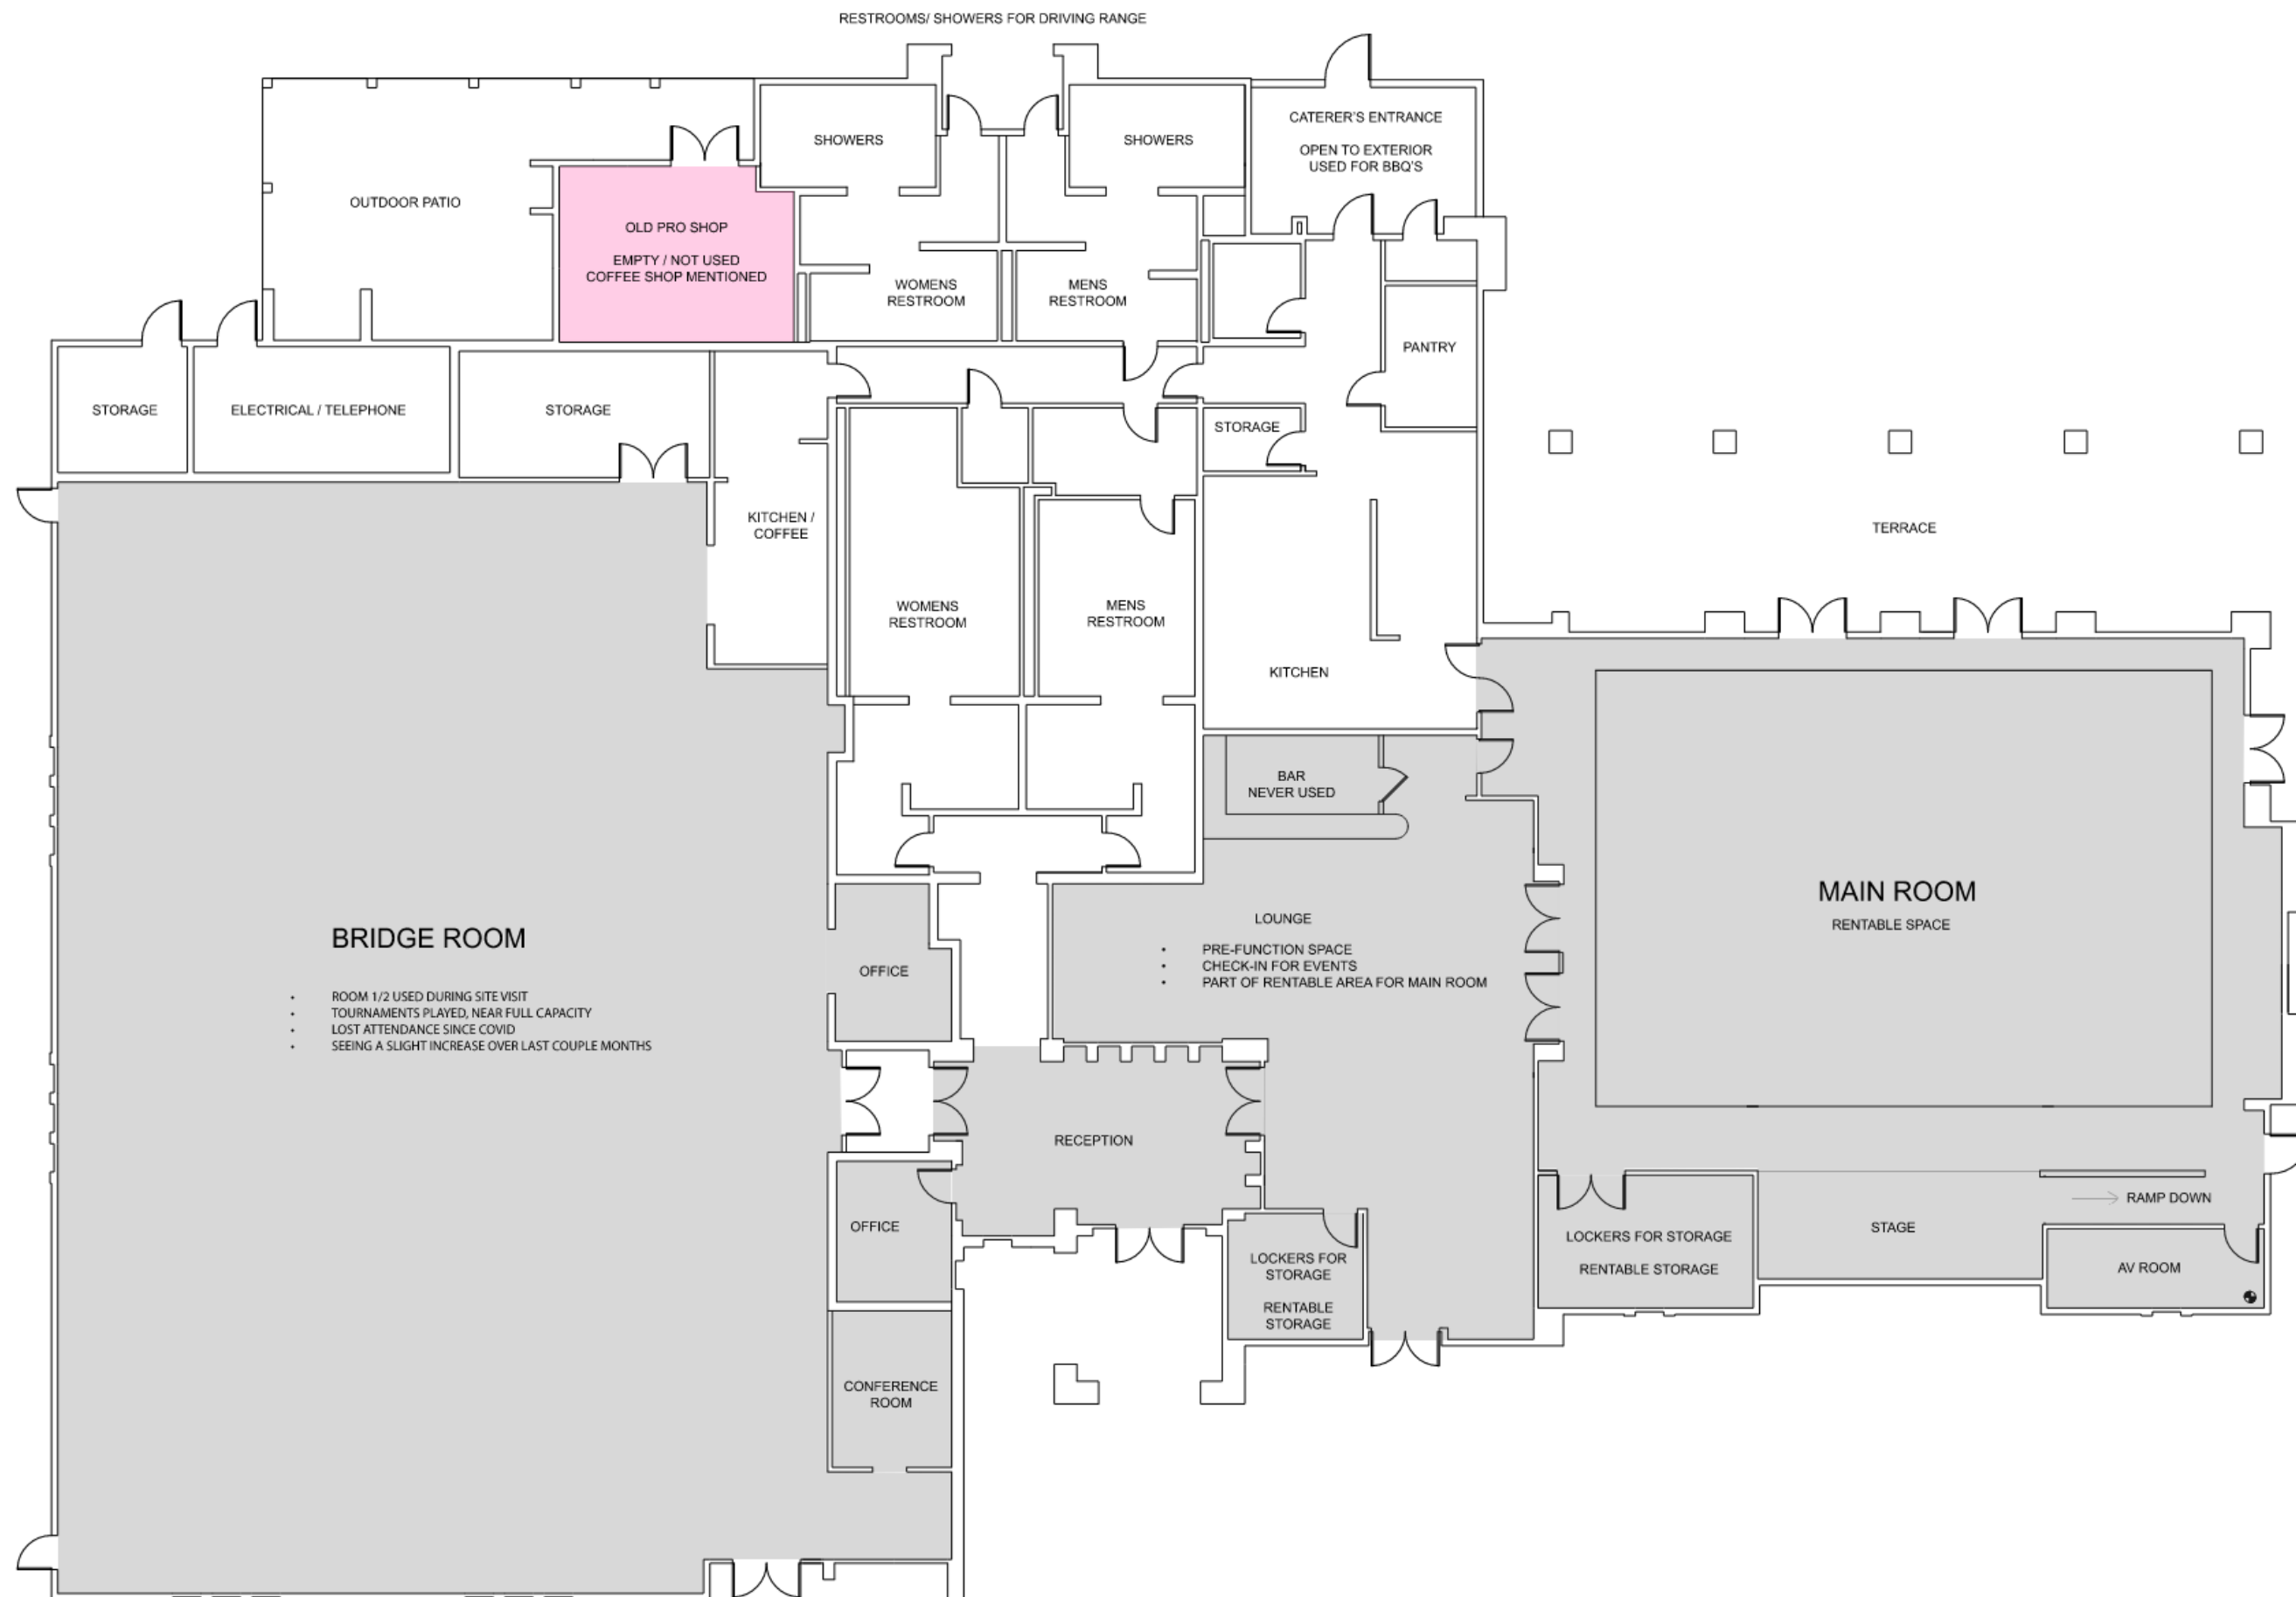 RESTROOMS/ SHOWERS FOR DRIVING RANGE
SHOWERS
SHOWERS
CATERER'S ENTRANCE
OPEN TO EXTERIOR
USED FOR BBQ'S
OUTDOOR PATIO
OLD PRO SHOP
EMPTY / NOT USED
COFFEE SHOP MENTIONED
WOMENS
RESTROOM
MENS
RESTROOM
PANTRY
STORAGE
ELECTRICAL / TELEPHONE
STORAGE
STORAGE
KITCHEN /
COFFEE
TERRACE
WOMENS
RESTROOM
MENS
RESTROOM
KITCHEN
BAR
NEVER USED
MAIN ROOM
RENTABLE SPACE
LOUNGE
• PRE-FUNCTION SPACE
• CHECK-IN FOR EVENTS
• PART OF RENTABLE AREA FOR MAIN ROOM
BRIDGE ROOM
• ROOM 1/2 USED DURING SITE VISIT
• TOURNAMENTS PLAYED, NEAR FULL CAPACITY
• LOST ATTENDANCE SINCE COVID
• SEEING A SLIGHT INCREASE OVER LAST COUPLE MONTHS
OFFICE
RECEPTION
OFFICE
RAMP DOWN
STAGE
LOCKERS FOR STORAGE
RENTABLE STORAGE
LOCKERS FOR
STORAGE
RENTABLE
STORAGE
AV ROOM
CONFERENCE
ROOM